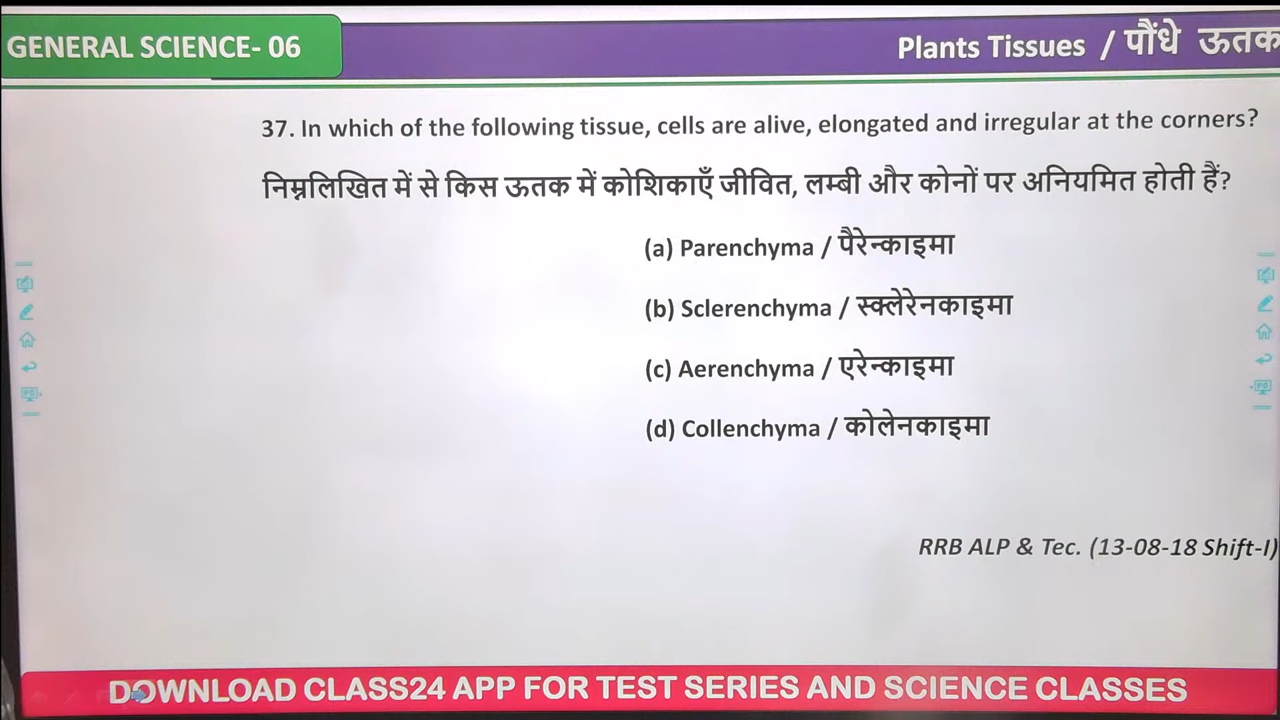 GENERAL SCIENCE- 06
Plants Tissues / पौंधे ऊतक
37. In which of the following tissue, cells are alive, elongated and irregular at the corners?
निम्नलिखित में से किस ऊतक में कोशिकाएँ जीवित, लम्बी और कोनों पर अनियमित होती हैं?
(a) Parenchyma / पैरेन्काइमा
(b) Sclerenchyma / स्क्लेरेनकाइमा
(c) Aerenchyma / एरेन्काइमा
(d) Collenchyma / कोलेनकाइमा
RRB ALP & Tec. (13-08-18 Shift-I)
DOWNLOAD CLASS24 APP FOR TEST SERIES AND SCIENCE CLASSES